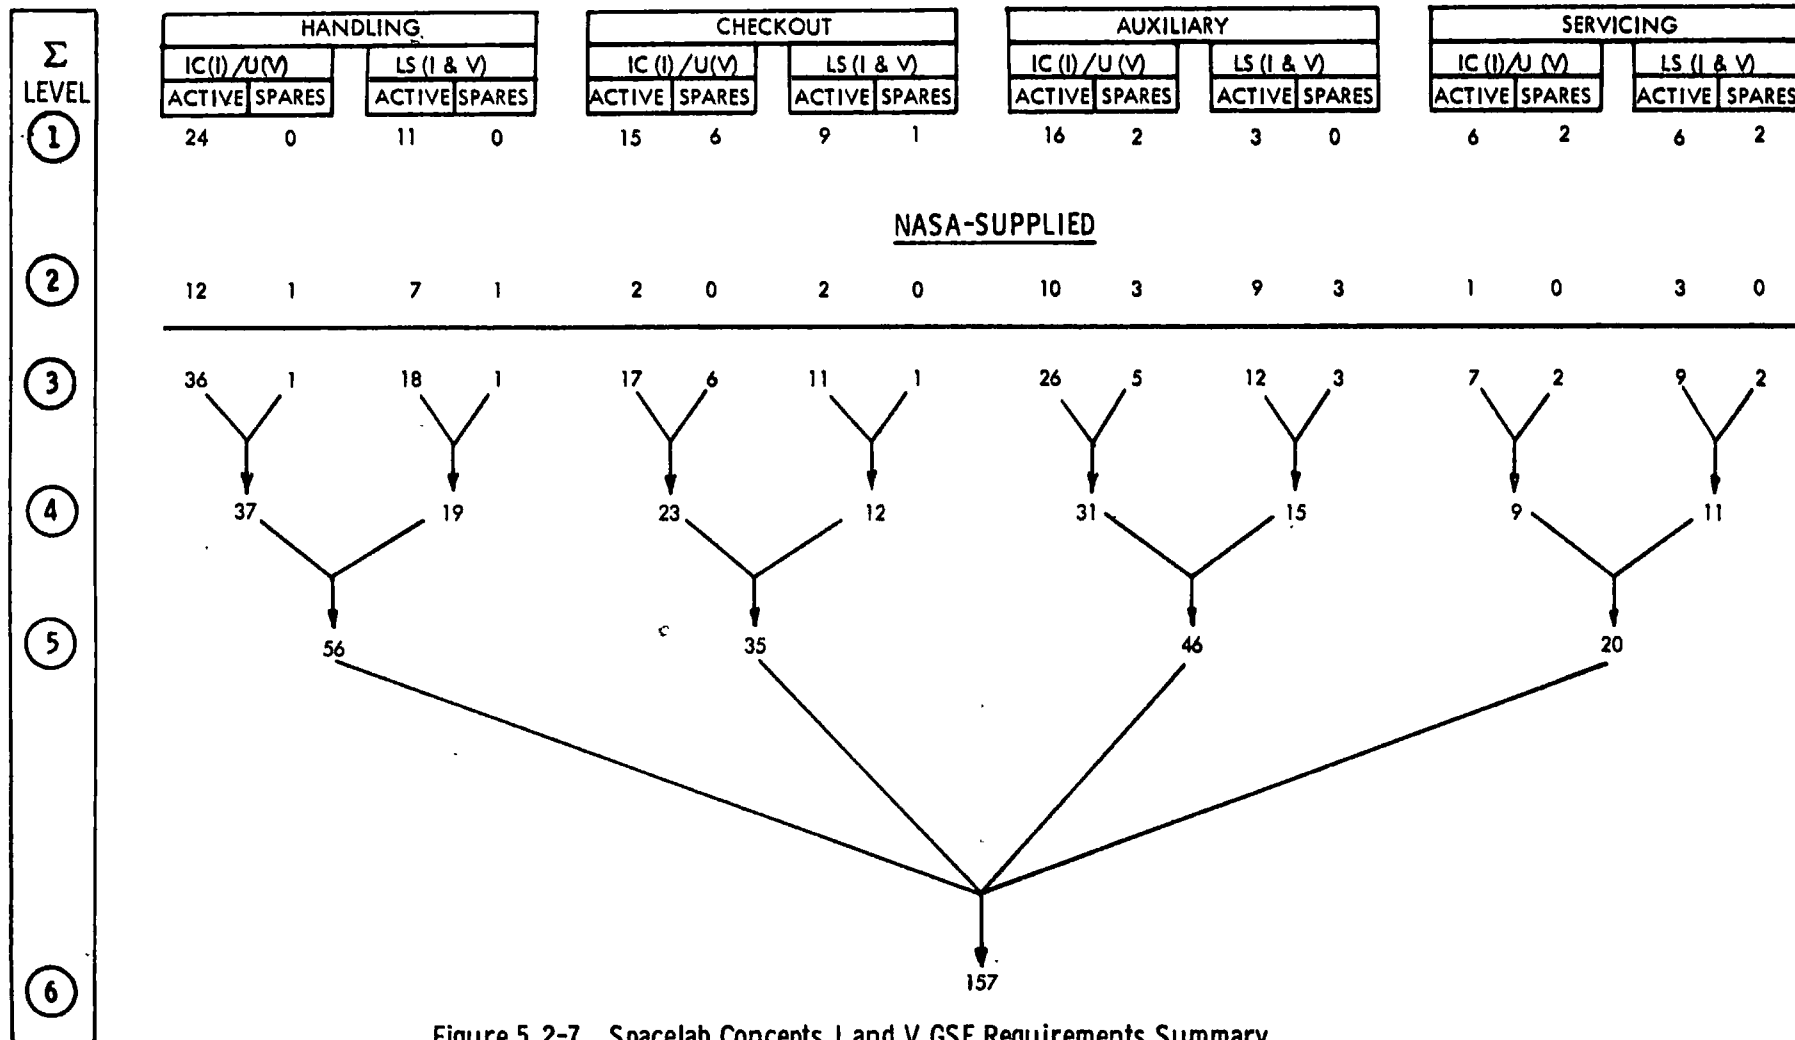 HANDLING CHECKOUT AUXILIARY SERVICING
Σ IC(I)/U(V) LS (I & V) IC (I) /U(V) LS (I & V) IC (I)/U (V) LS (I & V) IC (I)/U (V) LS (I & V)
LEVEL ACTIVE SPARES ACTIVE SPARES ACTIVE SPARES ACTIVE SPARES ACTIVE SPARES ACTIVE SPARES ACTIVE SPARES ACTIVE SPARES
1 24 0 11 0 15 6 9 1 16 2 3 0 6 2 6 2
NASA-SUPPLIED
2 12 1 7 1 2 0 2 0 10 3 9 3 1 0 3 0
3 36 1 18 1 17 6 11 1 26 5 12 3 7 2 9 2
4 37 19 23 12 31 15 9 11
5 56 35 46 20
6 157
Figure 5.2-7 Spacelab Concepts I and V GSE Requirements Summary